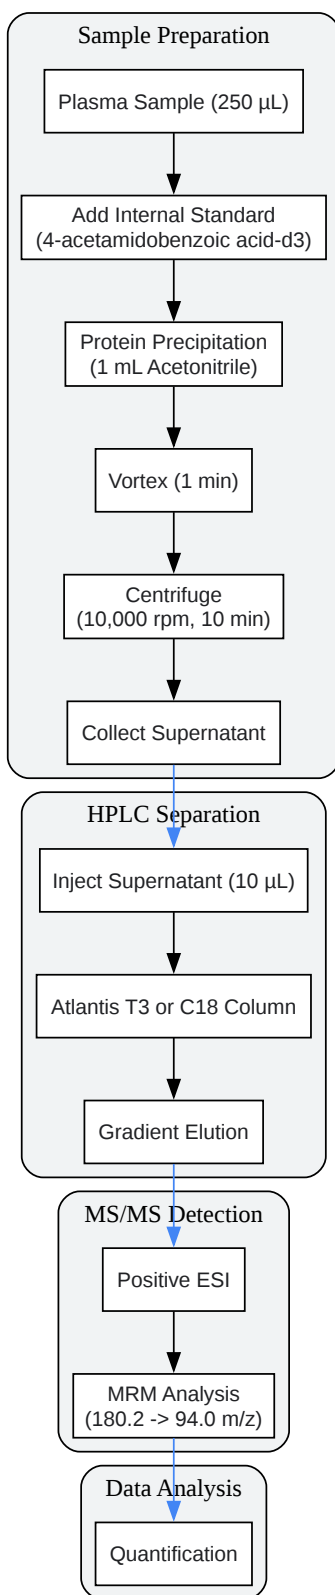 Sample Preparation
Plasma Sample (250 µL)
Add Internal Standard
(4-acetamidobenzoic acid-d3)
Protein Precipitation
(1 mL Acetonitrile)
Vortex (1 min)
Centrifuge
(10,000 rpm, 10 min)
Collect Supernatant
HPLC Separation
Inject Supernatant (10 µL)
Atlantis T3 or C18 Column
Gradient Elution
MS/MS Detection
Positive ESI
MRM Analysis
(180.2 -> 94.0 m/z)
Data Analysis
Quantification